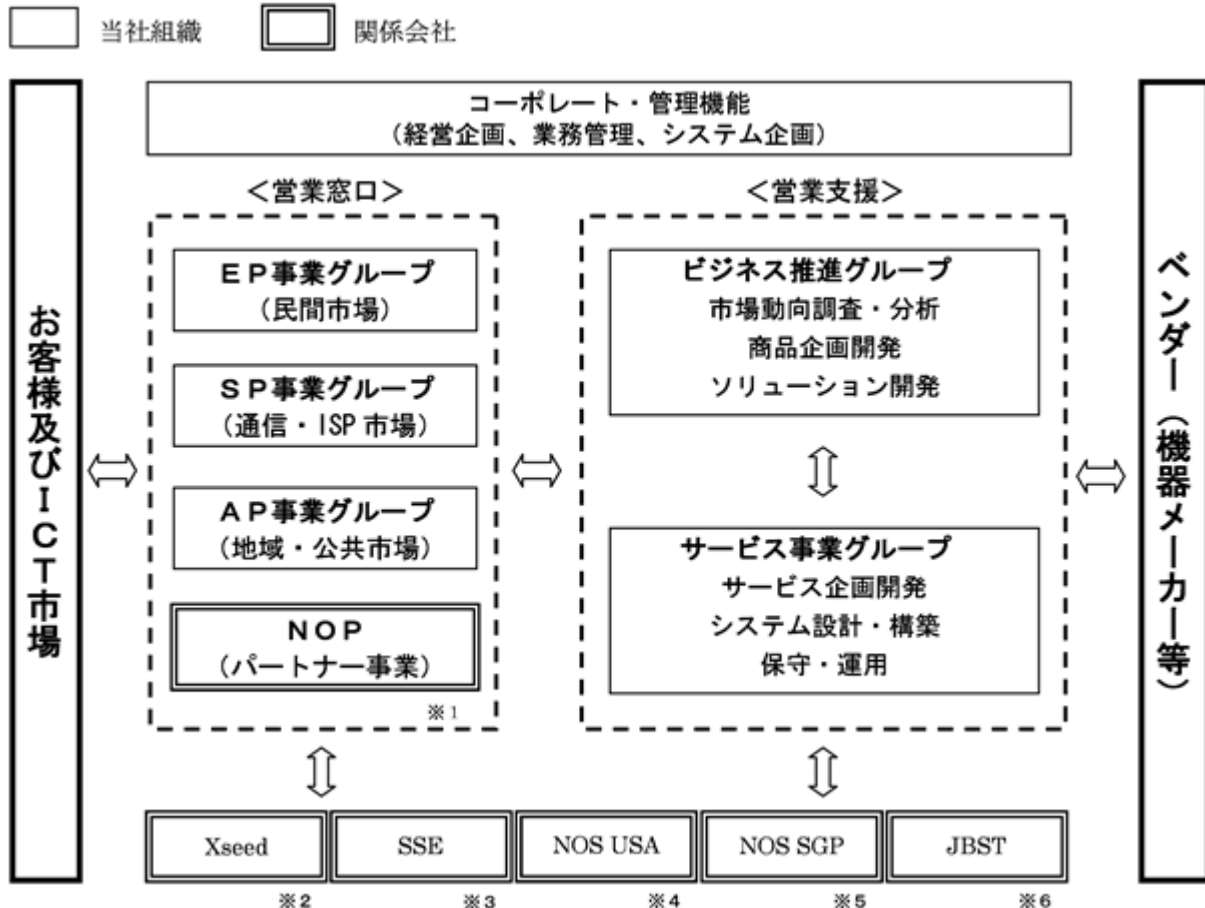 当社組織
関係会社
コーポレート・管理機能
(経営企画、業務管理、システム企画)
お客様及びICT市場
<営業窓口>
EP事業グループ
(民間市場)
SP事業グループ
(通信・ISP市場)
AP事業グループ
(地域・公共市場)
NOP
(パートナー事業)
※1
<営業支援>
ビジネス推進グループ
市場動向調査・分析
商品企画開発
ソリューション開発
サービス事業グループ
サービス企画開発
システム設計・構築
保守・運用
ベンダー(機器メーカー等)
Xseed
SSE
NOS USA
NOS SGP
JBST
※2
※3
※4
※5
※6